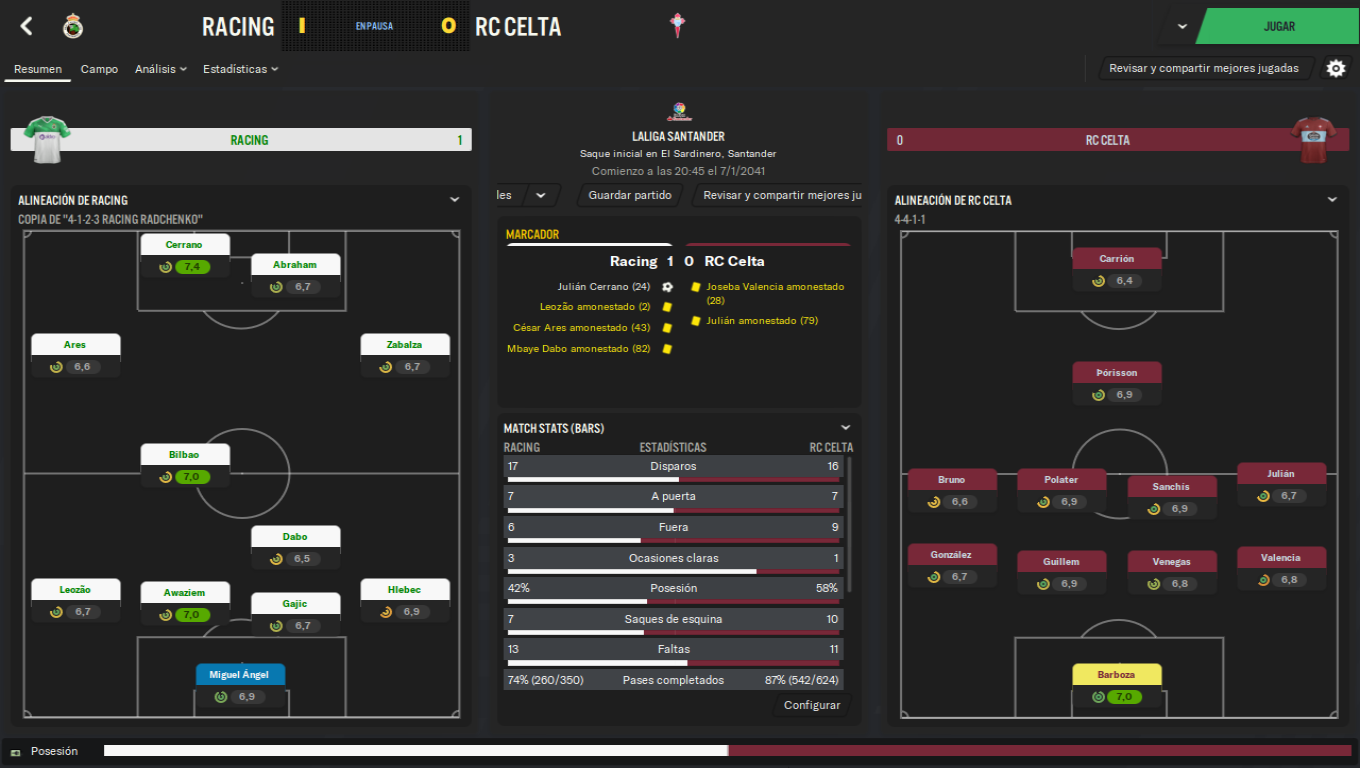 RACING 1 EN PAUSA 0 RC CELTA
JUGAR
Resumen Campo Análisis Estadísticas
Revisar y compartir mejores jugadas
RACING 1
LALIGA SANTANDER
Saque inicial en El Sardinero, Santander
Comienzo a las 20:45 el 7/1/2041
les Guardar partido Revisar y compartir mejores ju
0 RC CELTA
ALINEACIÓN DE RACING
COPIA DE "4-1-2-3 RACING RADCHENKO"
Cerrano
7,4
Abraham
6,7
Ares
6,6
Zabalza
6,7
Bilbao
7,0
Dabo
6,5
Leozão
6,7
Awaziem
7,0
Gajic
6,7
Hlebec
6,9
Miguel Ángel
6,9
MARCADOR
Racing 1 0 RC Celta
Julián Cerrano (24)
Leozão amonestado (2)
César Ares amonestado (43)
Mbaye Dabo amonestado (82)
Joseba Valencia amonestado
(28)
Julián amonestado (79)
MATCH STATS (BARS)
RACING ESTADÍSTICAS RC CELTA
17 Disparos 16
7 A puerta 7
6 Fuera 9
3 Ocasiones claras 1
42% Posesión 58%
7 Saques de esquina 10
13 Faltas 11
74% (260/350) Pases completados 87% (542/624)
Configurar
ALINEACIÓN DE RC CELTA
4-4-1-1
Carrión
6,4
Þórisson
6,9
Bruno
6,6
Polater
6,9
Sanchís
6,9
Julián
6,7
González
6,7
Guillem
6,9
Venegas
6,8
Valencia
6,8
Barboza
7,0
Posesión